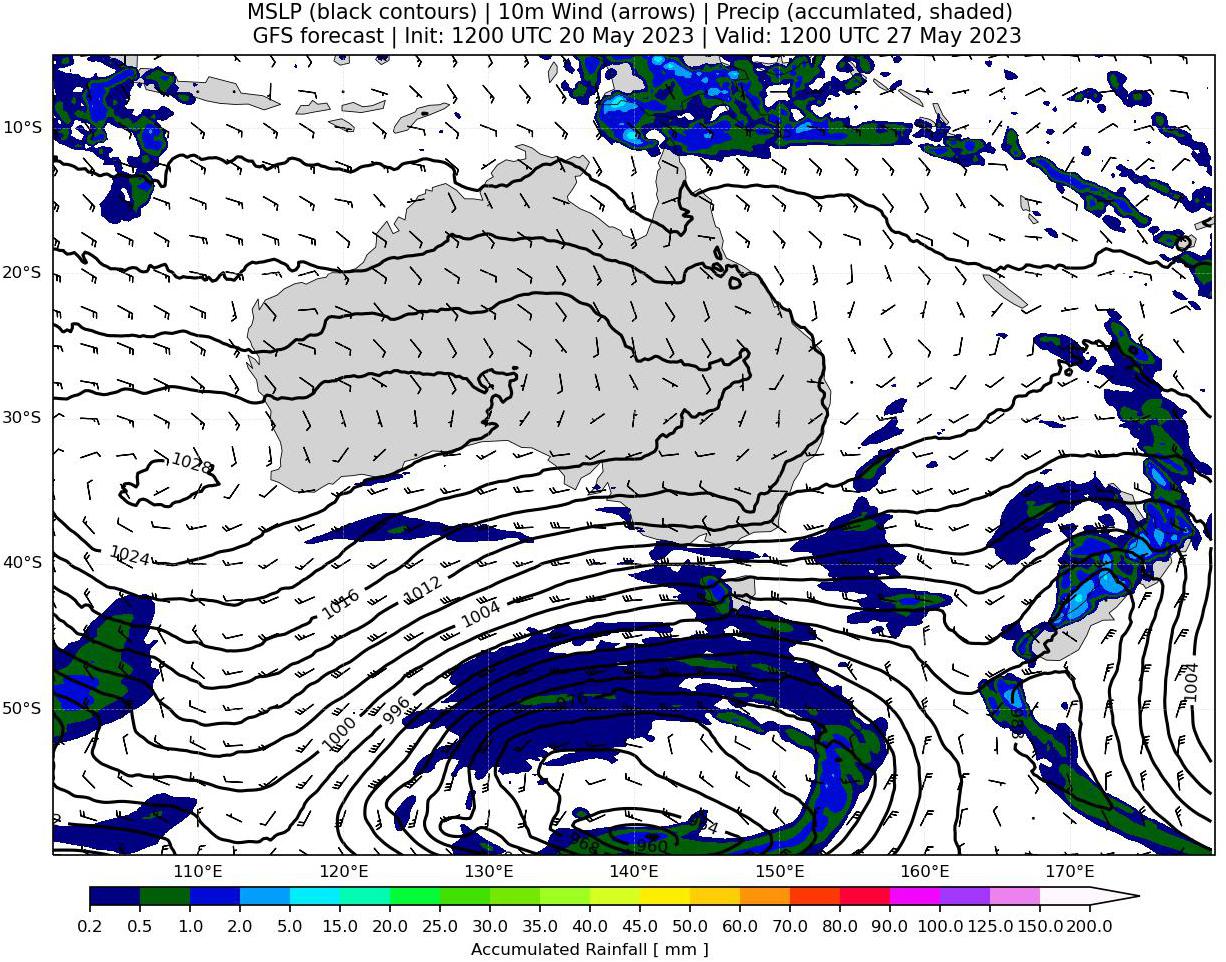 MSLP (black contours) | 10m Wind (arrows) | Precip (accumlated, shaded)
GFS forecast | Init: 1200 UTC 20 May 2023 | Valid: 1200 UTC 27 May 2023
10°S
20°S
30°S
1028
1024
40°S
1016
1012
1004
1004
50°S
976
996
1000
988
964
968
960
110°E
120°E
130°E
140°E
150°E
160°E
170°E
0.2 0.5 1.0 2.0 5.0 10.0 15.0 20.0 25.0 30.0 35.0 40.0 45.0 50.0 60.0 70.0 80.0 90.0 100.0 125.0 150.0 200.0
Accumulated Rainfall [ mm ]